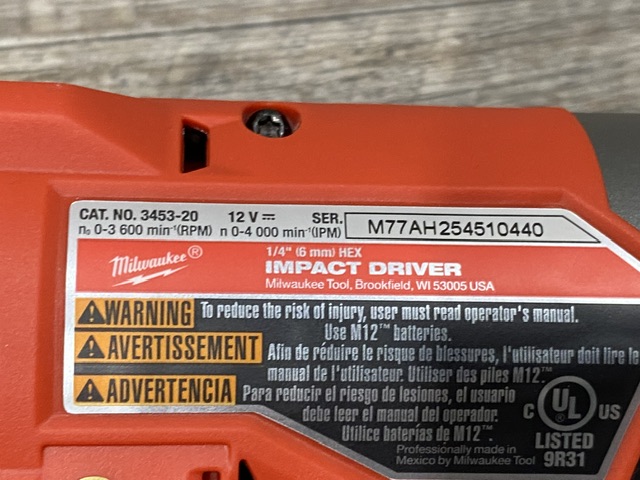 CAT. NO. 3453-20 12 V ⎓ SER. M77AH254510440
n₀ 0-3 600 min⁻¹(RPM) n 0-4 000 min⁻¹(IPM)
Milwaukee®
1/4" (6 mm) HEX
IMPACT DRIVER
Milwaukee Tool, Brookfield, WI 53005 USA
WARNING To reduce the risk of injury, user must read operator's manual.
Use M12™ batteries.
AVERTISSEMENT Afin de réduire le risque de blessures, l'utilisateur doit lire le
manual de l'utilisateur. Utiliser des piles M12™.
ADVERTENCIA Para reducir el riesgo de lesiones, el usuario
debe leer el manual del operador.
Utilice baterías de M12™.
Professionally made in
Mexico by Milwaukee Tool
C UL US
LISTED
9R31